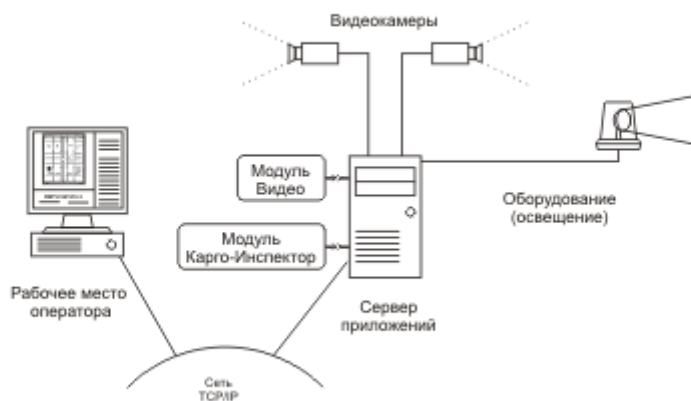 Видеокамеры
Модуль
Видео
Оборудование
(освещение)
Модуль
Карго-Инспектор
Рабочее место
оператора
Сервер
приложений
Сеть
TCP/IP